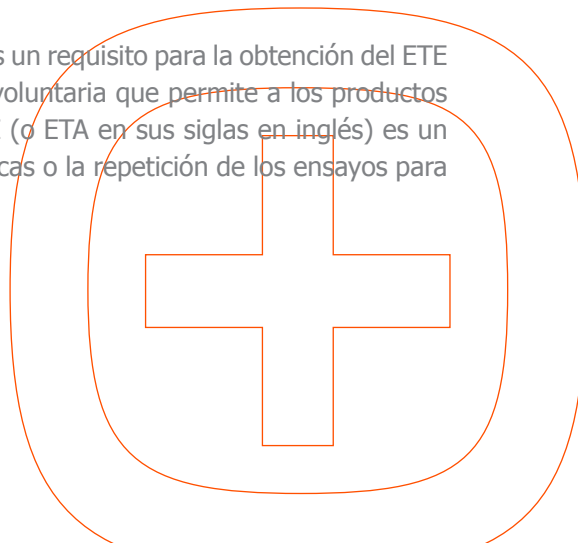 s un requisito para la obtención del ETE
voluntaria que permite a los productos
(o ETA en sus siglas en inglés) es un
cas o la repetición de los ensayos para